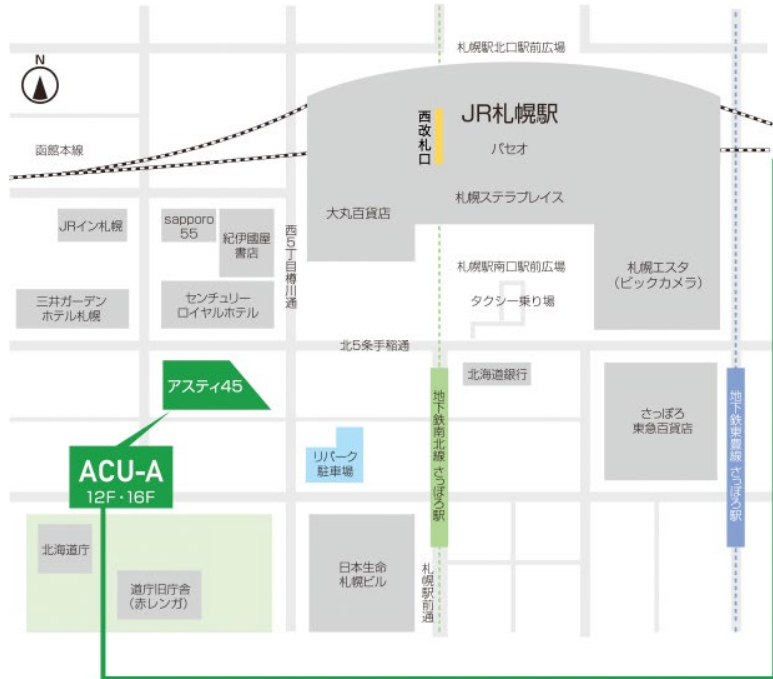 N
札幌駅北口駅前広場
JR札幌駅
西改札口
パセオ
函館本線
札幌ステラプレイス
大丸百貨店
JRイン札幌
sapporo
55
紀伊國屋
書店
西5丁目樽川通
札幌駅南口駅前広場
札幌エスタ
(ビックカメラ)
タクシー乗り場
三井ガーデン
ホテル札幌
センチュリー
ロイヤルホテル
北5条手稲通
アスティ45
北海道銀行
地下鉄南北線 さっぽろ駅
さっぽろ
東急百貨店
地下鉄東豊線 さっぽろ駅
ACU-A
12F・16F
リパーク
駐車場
北海道庁
道庁旧庁舎
(赤レンガ)
日本生命
札幌ビル
札幌駅前通